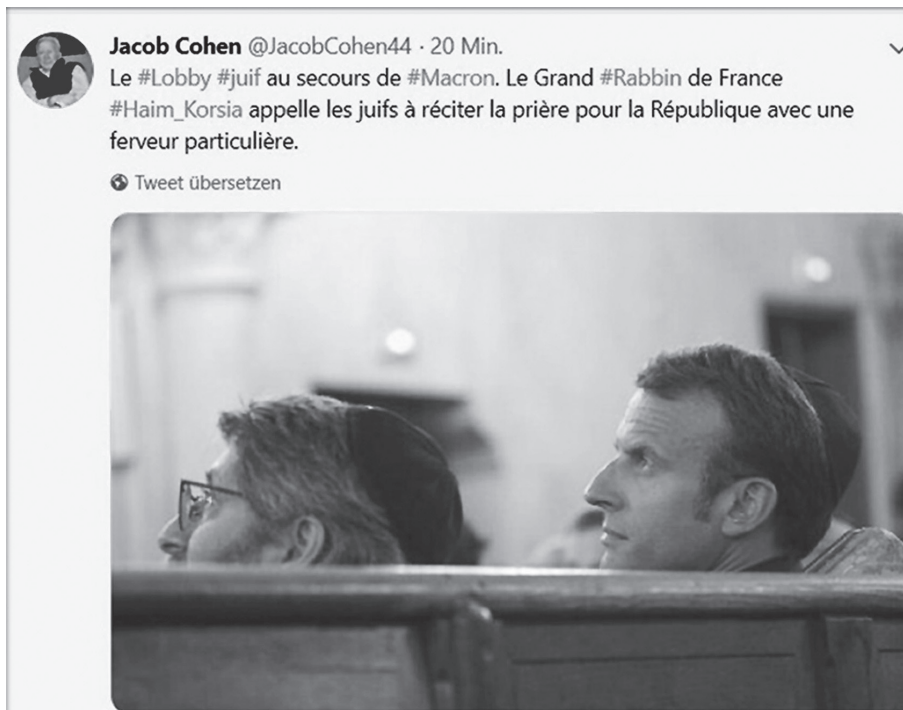 Jacob Cohen @JacobCohen44 · 20 Min.
Le #Lobby #juif au secours de #Macron. Le Grand #Rabbin de France
#Haim_Korsia appelle les juifs à réciter la prière pour la République avec une
ferveur particulière.
Tweet übersetzen